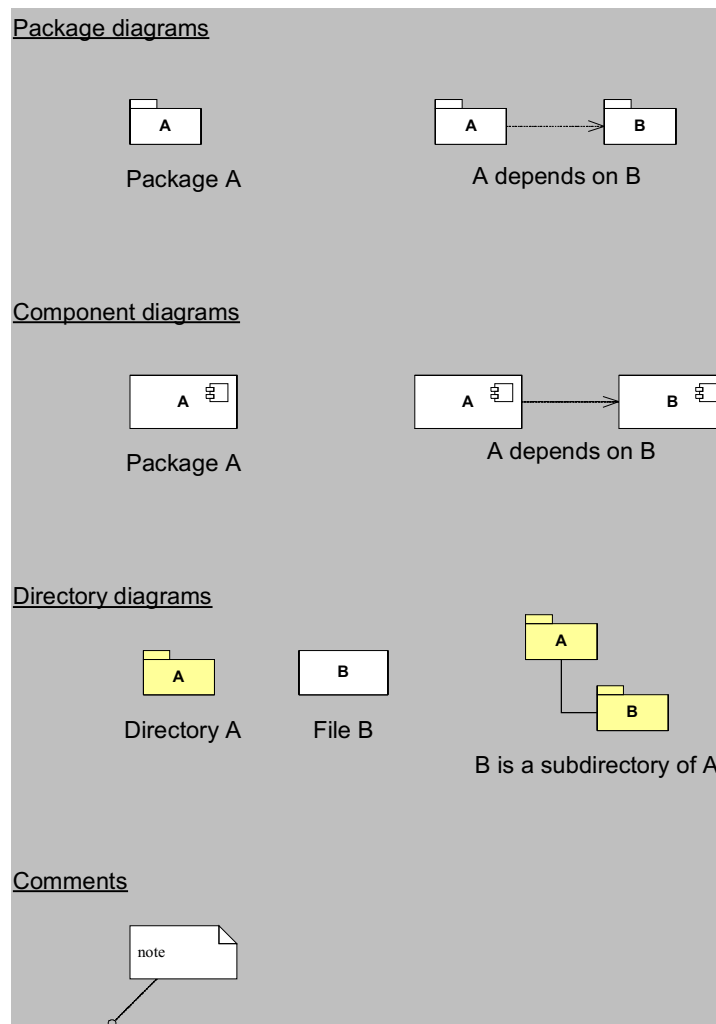 Package diagrams
A
A
B
Package A
A depends on B
Component diagrams
A
A
B
Package A
A depends on B
Directory diagrams
A
A
B
B
Directory A
File B
B is a subdirectory of A
Comments
note